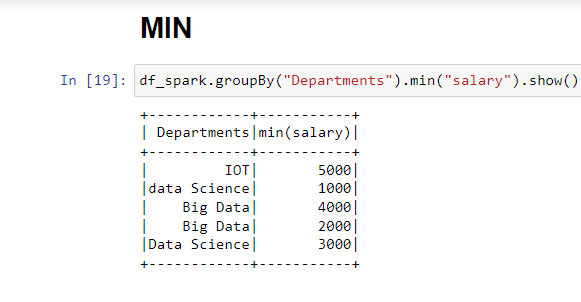 MIN
In [19]: df_spark.groupBy("Departments").min("salary").show()
+------------+-----------+
| Departments|min(salary)|
+------------+-----------+
|         IOT|       5000|
|data Science|       1000|
|    Big Data|       4000|
|    Big Data|       2000|
|Data Science|       3000|
+------------+-----------+